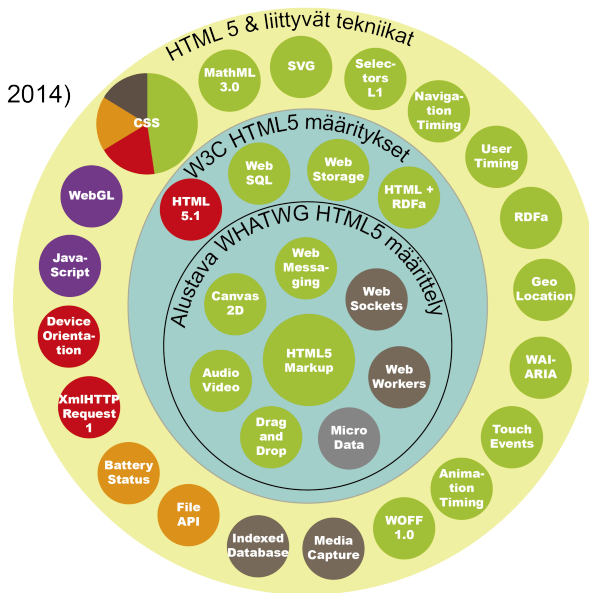 HTML 5 & liittyvät tekniikat
2014)
CSS
MathML
3.0
SVG
Selec-
tors
L1
Naviga-
tion
Timing
User
Timing
RDFa
Geo
Location
WAI-
ARIA
Touch
Events
Anima-
tion
Timing
WOFF
1.0
Media
Capture
Indexed
Database
File
API
Battery
Status
XmlHTTP
Request
1
Device
Orienta-
tion
Java-
Script
WebGL
W3C HTML5 määritykset
HTML
5.1
Web
SQL
Web
Storage
HTML +
RDFa
Alustava WHATWG HTML5 määrittely
Web
Messa-
ging
Web
Sockets
Canvas
2D
HTML5
Markup
Audio
Video
Web
Workers
Drag
and
Drop
Micro
Data